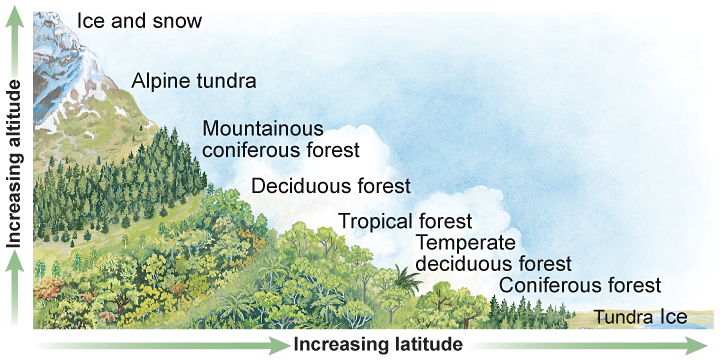 Ice and snow
Alpine tundra
Mountainous
coniferous forest
Deciduous forest
Tropical forest
Temperate
deciduous forest
Coniferous forest
Tundra Ice
Increasing altitude
Increasing latitude